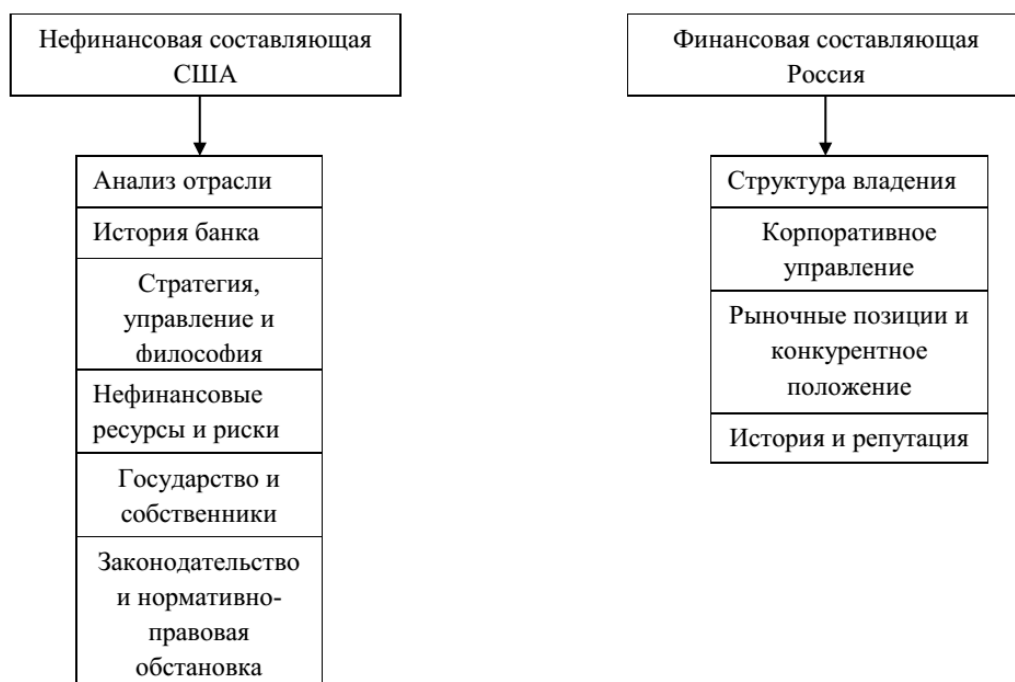 Нефинансовая составляющая
США
Анализ отрасли
История банка
Стратегия,
управление и
философия
Нефинансовые
ресурсы и риски
Государство и
собственники
Законодательство
и нормативно-
правовая
обстановка
Финансовая составляющая
Россия
Структура владения
Корпоративное
управление
Рыночные позиции и
конкурентное
положение
История и репутация